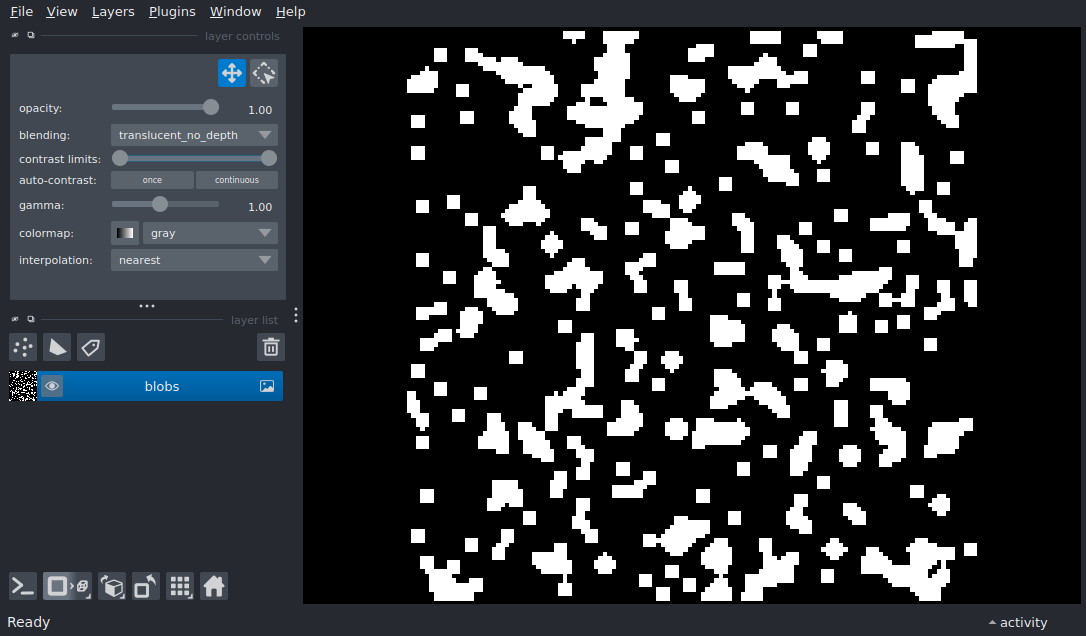 File View Layers Plugins Window Help
layer controls
opacity: 1.00
blending: translucent_no_depth
contrast limits:
auto-contrast: once continuous
gamma: 1.00
colormap: gray
interpolation: nearest
layer list
blobs
Ready
activity